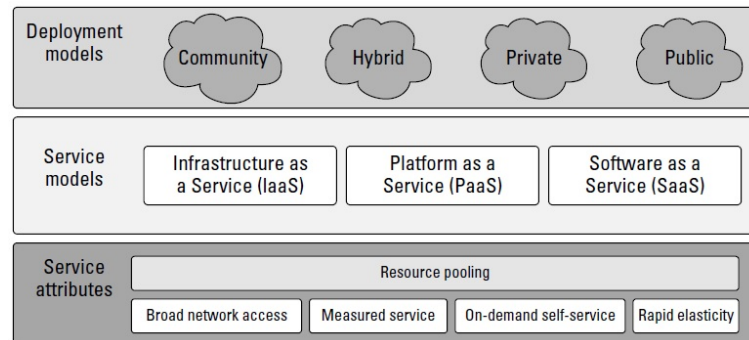 Deployment
models
Community
Hybrid
Private
Public
Service
models
Infrastructure as
a Service (IaaS)
Platform as a
Service (PaaS)
Software as a
Service (SaaS)
Service
attributes
Resource pooling
Broad network access
Measured service
On-demand self-service
Rapid elasticity